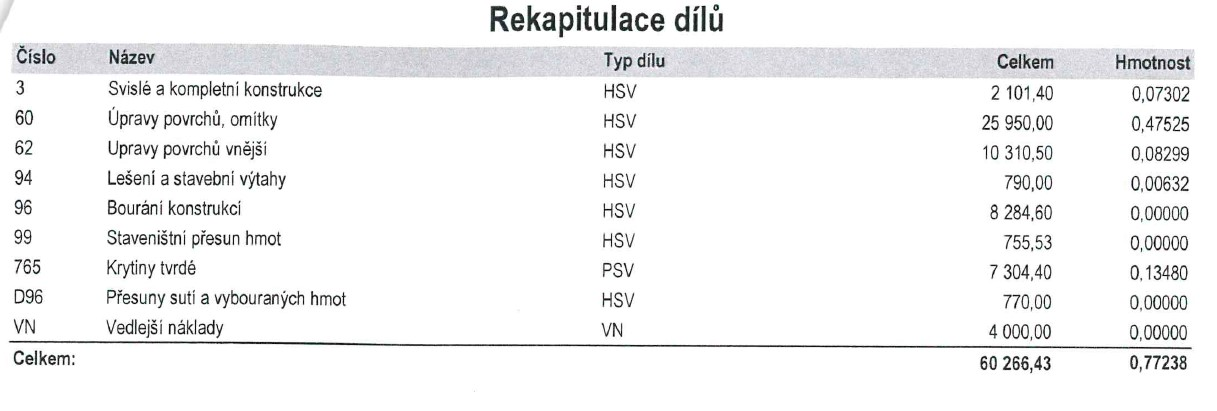 Rekapitulace dílů
Číslo Název Typ dílu Celkem Hmotnost
3 Svislé a kompletní konstrukce HSV 2 101,40 0,07302
60 Úpravy povrchů, omítky HSV 25 950,00 0,47525
62 Upravy povrchů vnější HSV 10 310,50 0,08299
94 Lešení a stavební výtahy HSV 790,00 0,00632
96 Bourání konstrukcí HSV 8 284,60 0,00000
99 Staveništní přesun hmot HSV 755,53 0,00000
765 Krytiny tvrdé PSV 7 304,40 0,13480
D96 Přesuny sutí a vybouraných hmot HSV 770,00 0,00000
VN Vedlejší náklady VN 4 000,00 0,00000
Celkem: 60 266,43 0,77238